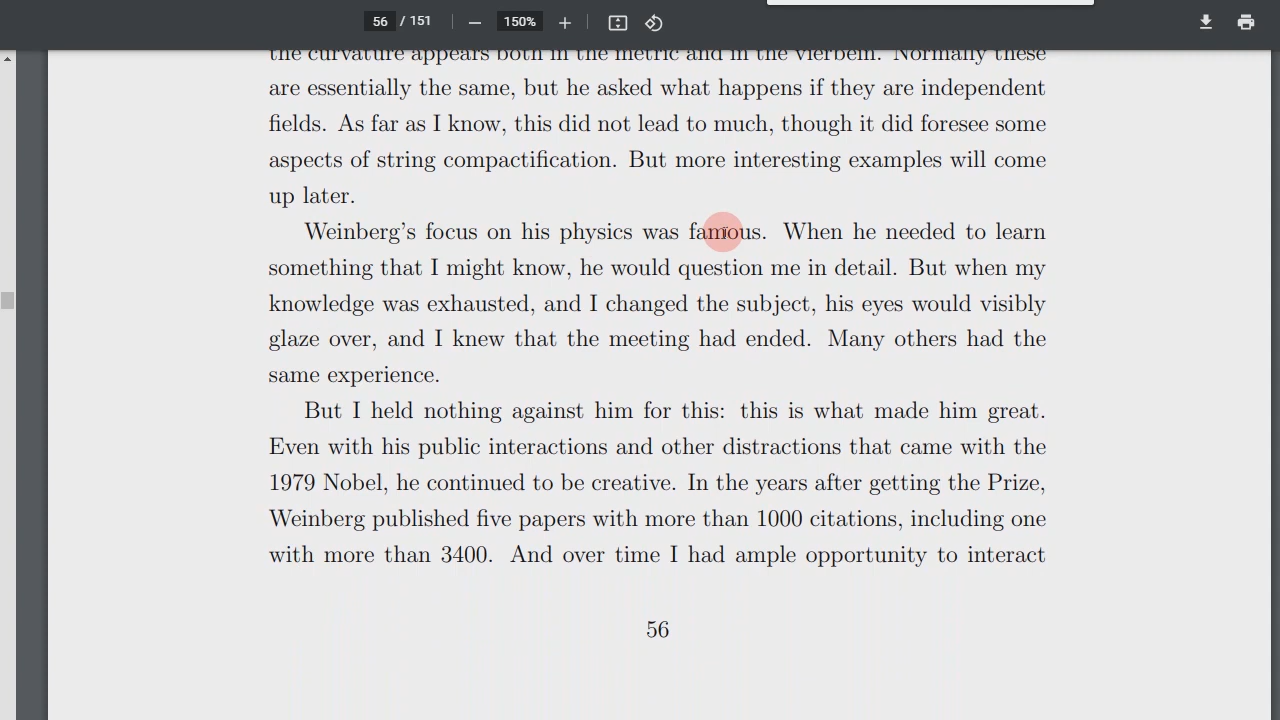 56 / 151 150%
the curvature appears both in the metric and in the vierbein. Normally these
are essentially the same, but he asked what happens if they are independent
fields. As far as I know, this did not lead to much, though it did foresee some
aspects of string compactification. But more interesting examples will come
up later.
Weinberg's focus on his physics was famous. When he needed to learn
something that I might know, he would question me in detail. But when my
knowledge was exhausted, and I changed the subject, his eyes would visibly
glaze over, and I knew that the meeting had ended. Many others had the
same experience.
But I held nothing against him for this: this is what made him great.
Even with his public interactions and other distractions that came with the
1979 Nobel, he continued to be creative. In the years after getting the Prize,
Weinberg published five papers with more than 1000 citations, including one
with more than 3400. And over time I had ample opportunity to interact
56